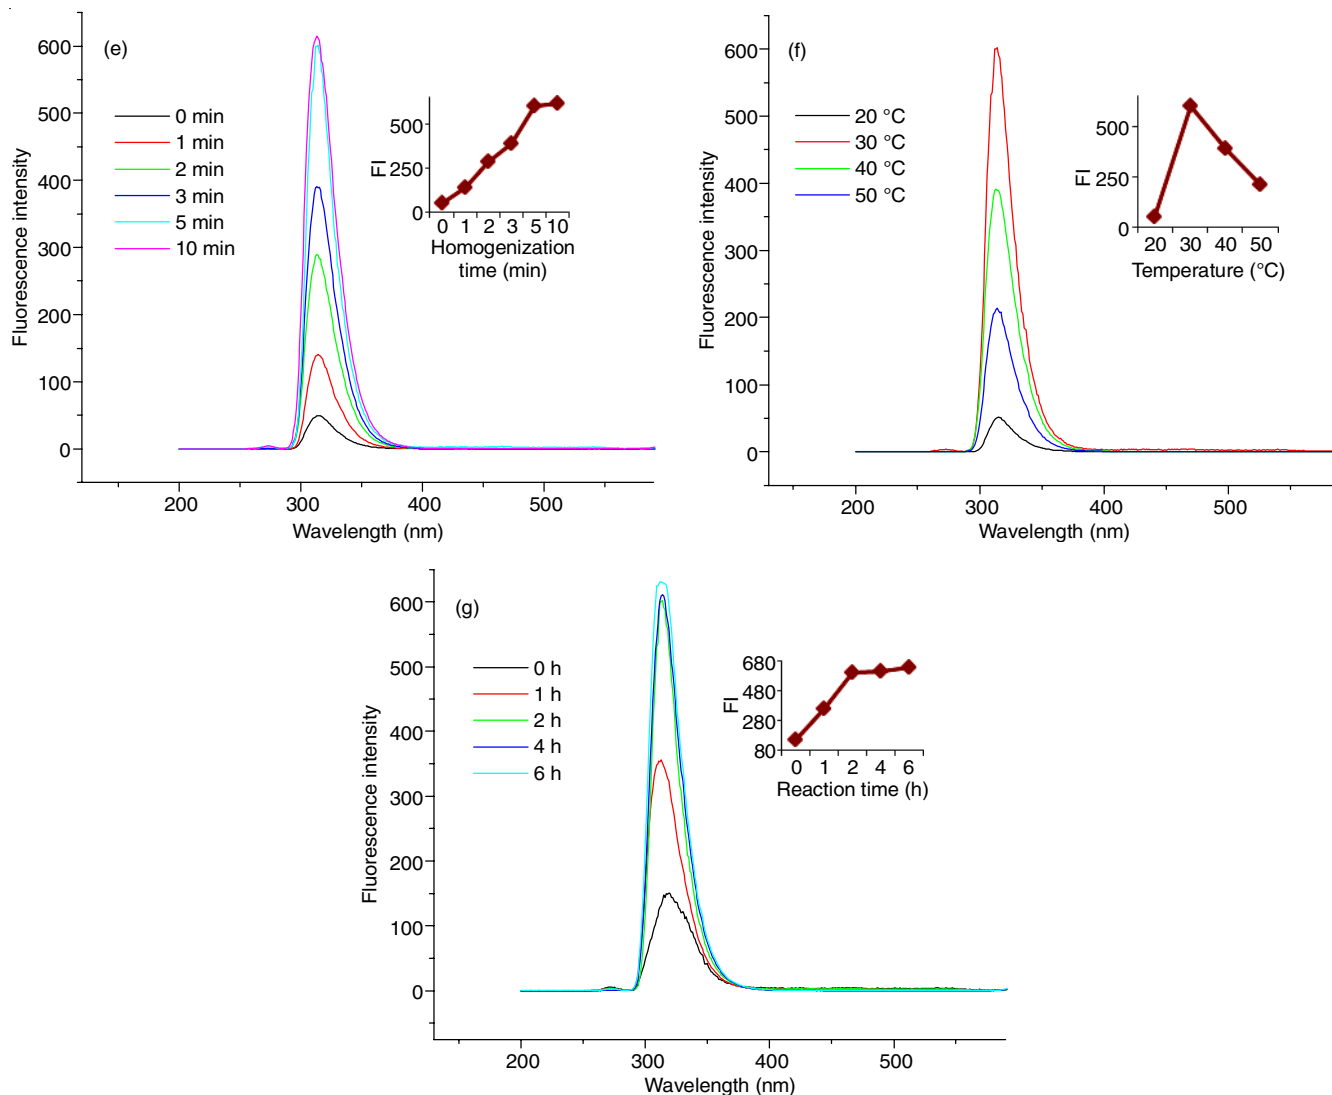 (e)
600
500
400
300
200
100
0
Fluorescence intensity
0 min
1 min
2 min
3 min
5 min
10 min
500
250
0
FI
0 1 2 3 5 10
Homogenization
time (min)
200 300 400 500
Wavelength (nm)
(f)
600
500
400
300
200
100
0
Fluorescence intensity
20 °C
30 °C
40 °C
50 °C
500
250
0
FI
20 30 40 50
Temperature (°C)
200 300 400 500
Wavelength (nm)
(g)
600
500
400
300
200
100
0
Fluorescence intensity
0 h
1 h
2 h
4 h
6 h
680
480
280
80
FI
0 1 2 4 6
Reaction time (h)
200 300 400 500
Wavelength (nm)